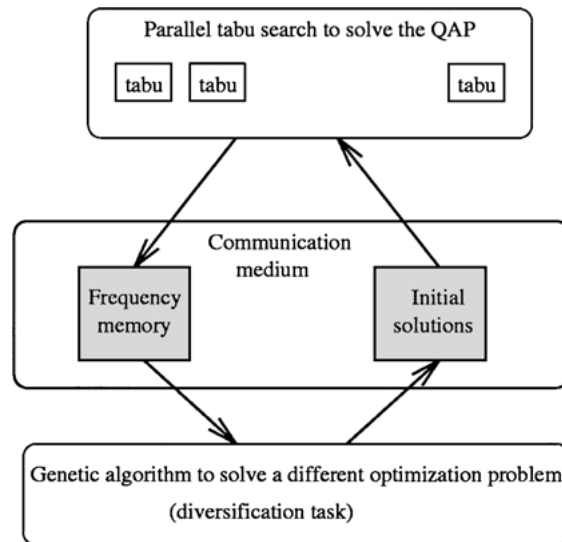 Parallel tabu search to solve the QAP
tabu tabu tabu
Communication
medium
Frequency
memory
Initial
solutions
Genetic algorithm to solve a different optimization problem
(diversification task)